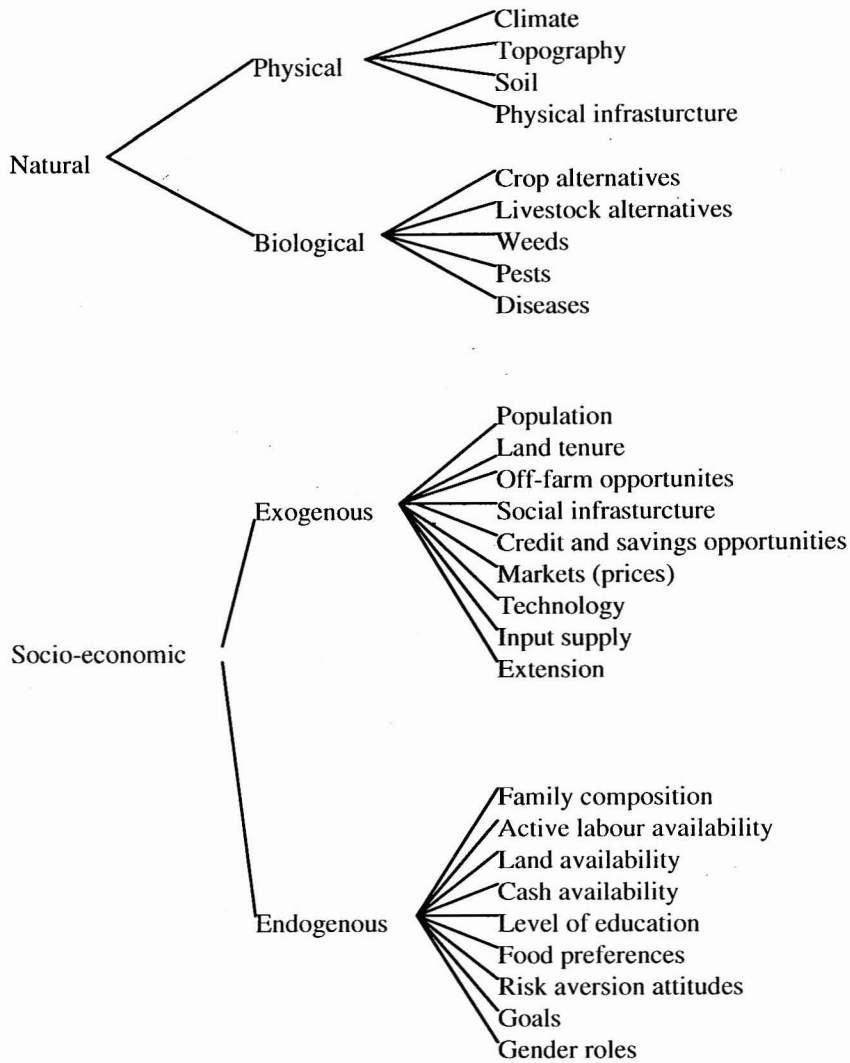 Climate
Topography
Physical
Soil
Physical infrasturcture
Natural
Crop alternatives
Livestock alternatives
Weeds
Biological
Pests
Diseases
Population
Land tenure
Off-farm opportunites
Exogenous
Social infrasturcture
Credit and savings opportunities
Markets (prices)
Technology
Input supply
Socio-economic
Extension
Family composition
Active labour availability
Land availability
Cash availability
Endogenous
Level of education
Food preferences
Risk aversion attitudes
Goals
Gender roles